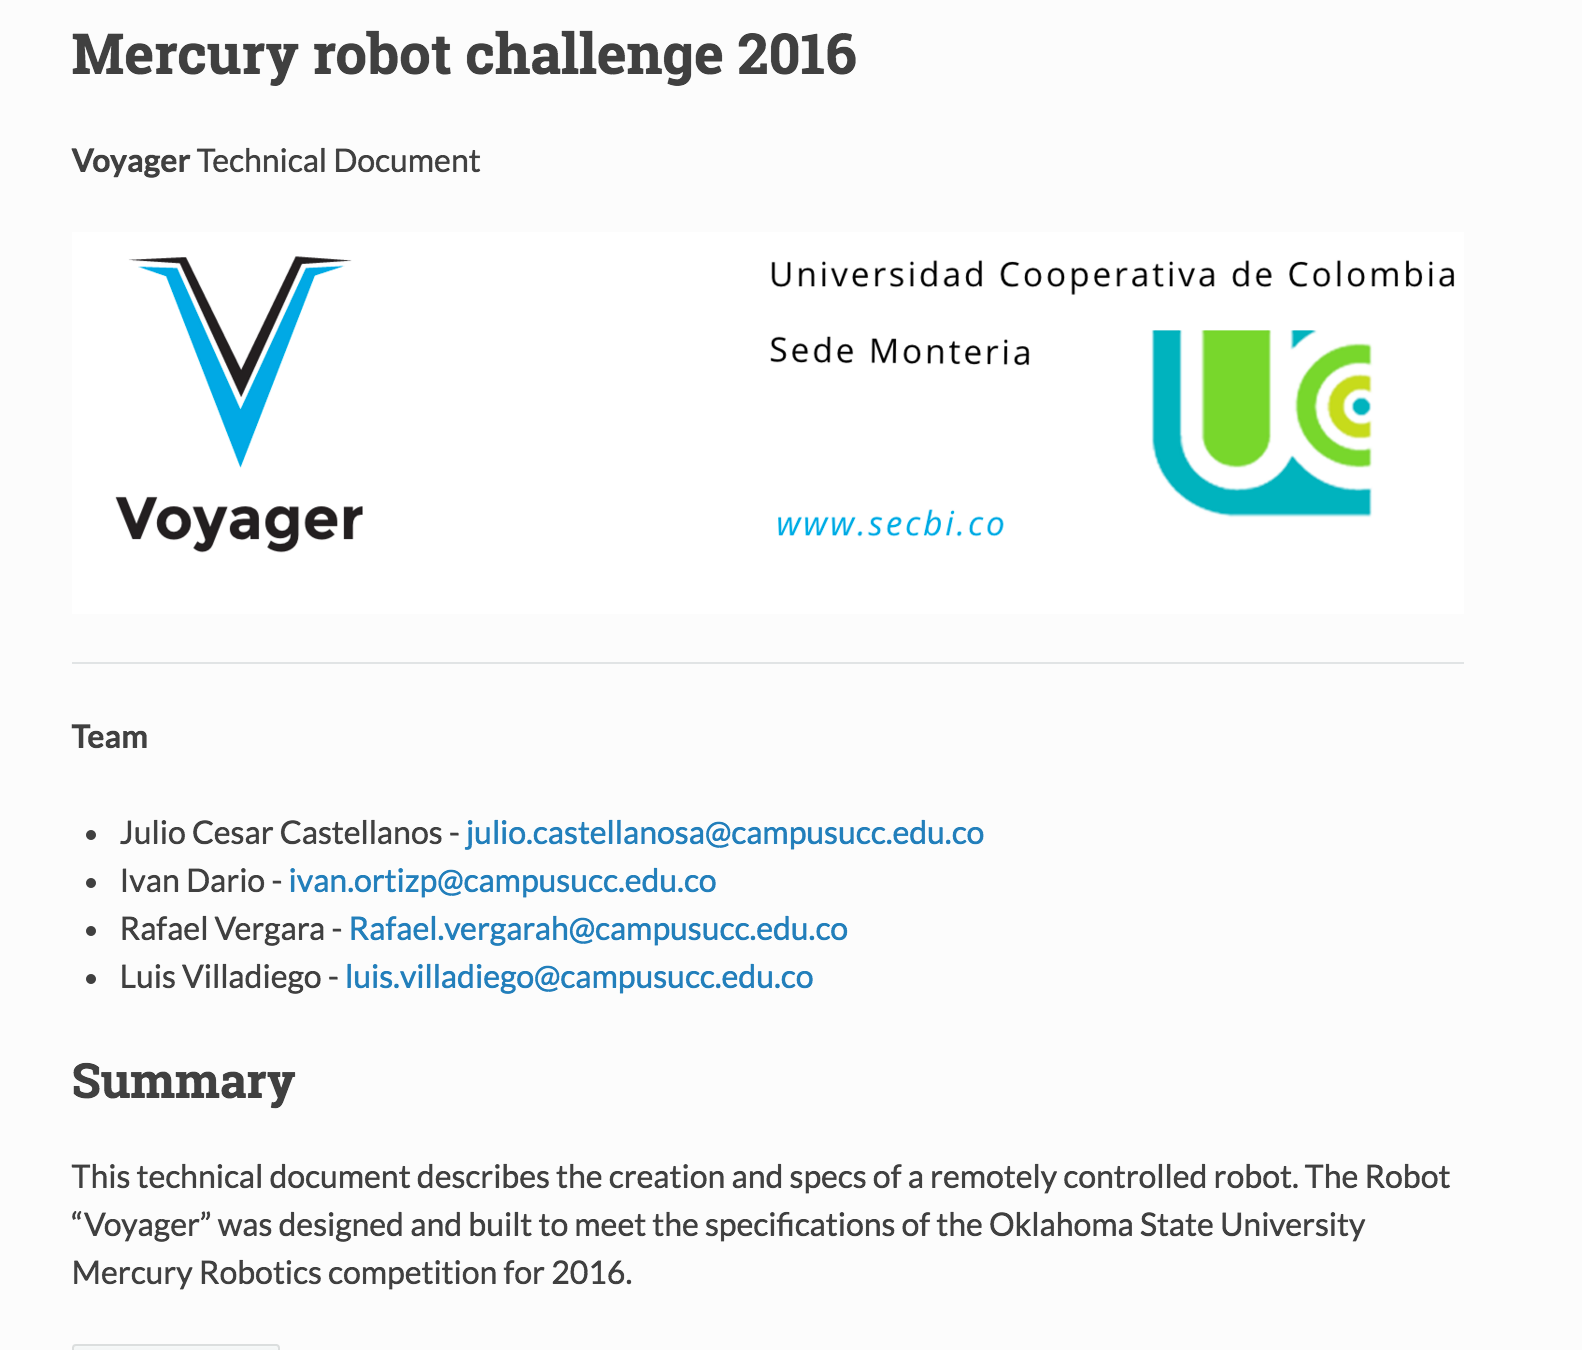 Mercury robot challenge 2016
Voyager Technical Document
Voyager
Universidad Cooperativa de Colombia
Sede Monteria
www.secbi.co
Team
Julio Cesar Castellanos - julio.castellanosa@campusucc.edu.co
Ivan Dario - ivan.ortizp@campusucc.edu.co
Rafael Vergara - Rafael.vergarah@campusucc.edu.co
Luis Villadiego - luis.villadiego@campusucc.edu.co
Summary
This technical document describes the creation and specs of a remotely controlled robot. The Robot
“Voyager” was designed and built to meet the specifications of the Oklahoma State University
Mercury Robotics competition for 2016.